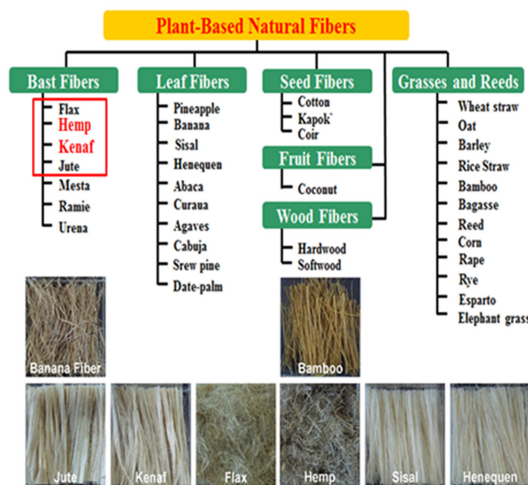 Plant-Based Natural Fibers
Bast Fibers
Flax
Hemp
Kenaf
Jute
Mesta
Ramie
Urena
Leaf Fibers
Pineapple
Banana
Sisal
Henequen
Abaca
Curaua
Agaves
Cabuja
Srew pine
Date-palm
Seed Fibers
Cotton
Kapok`
Coir
Fruit Fibers
Coconut
Wood Fibers
Hardwood
Softwood
Grasses and Reeds
Wheat straw
Oat
Barley
Rice Straw
Bamboo
Bagasse
Reed
Corn
Rape
Rye
Esparto
Elephant grass
Banana Fiber
Bamboo
Jute
Kenaf
Flax
Hemp
Sisal
Henequen